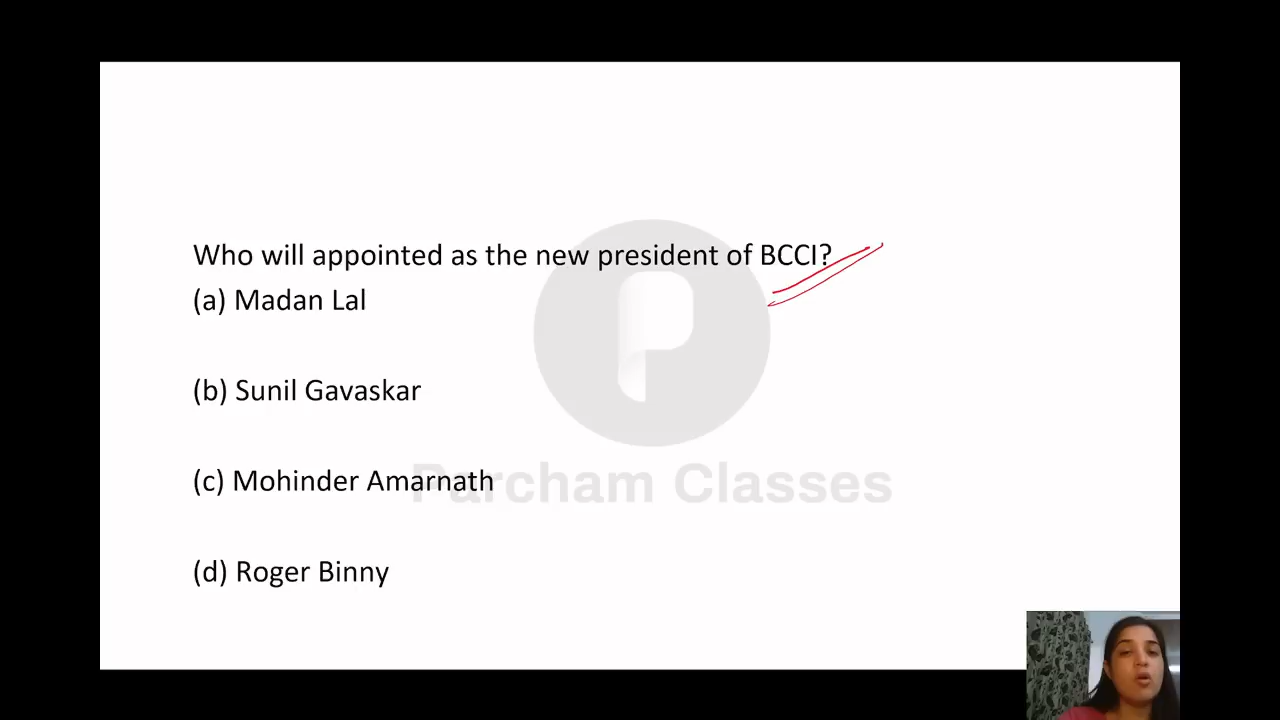 Who will appointed as the new president of BCCI?
(a) Madan Lal
(b) Sunil Gavaskar
(c) Mohinder Amarnath
Parcham Classes
(d) Roger Binny